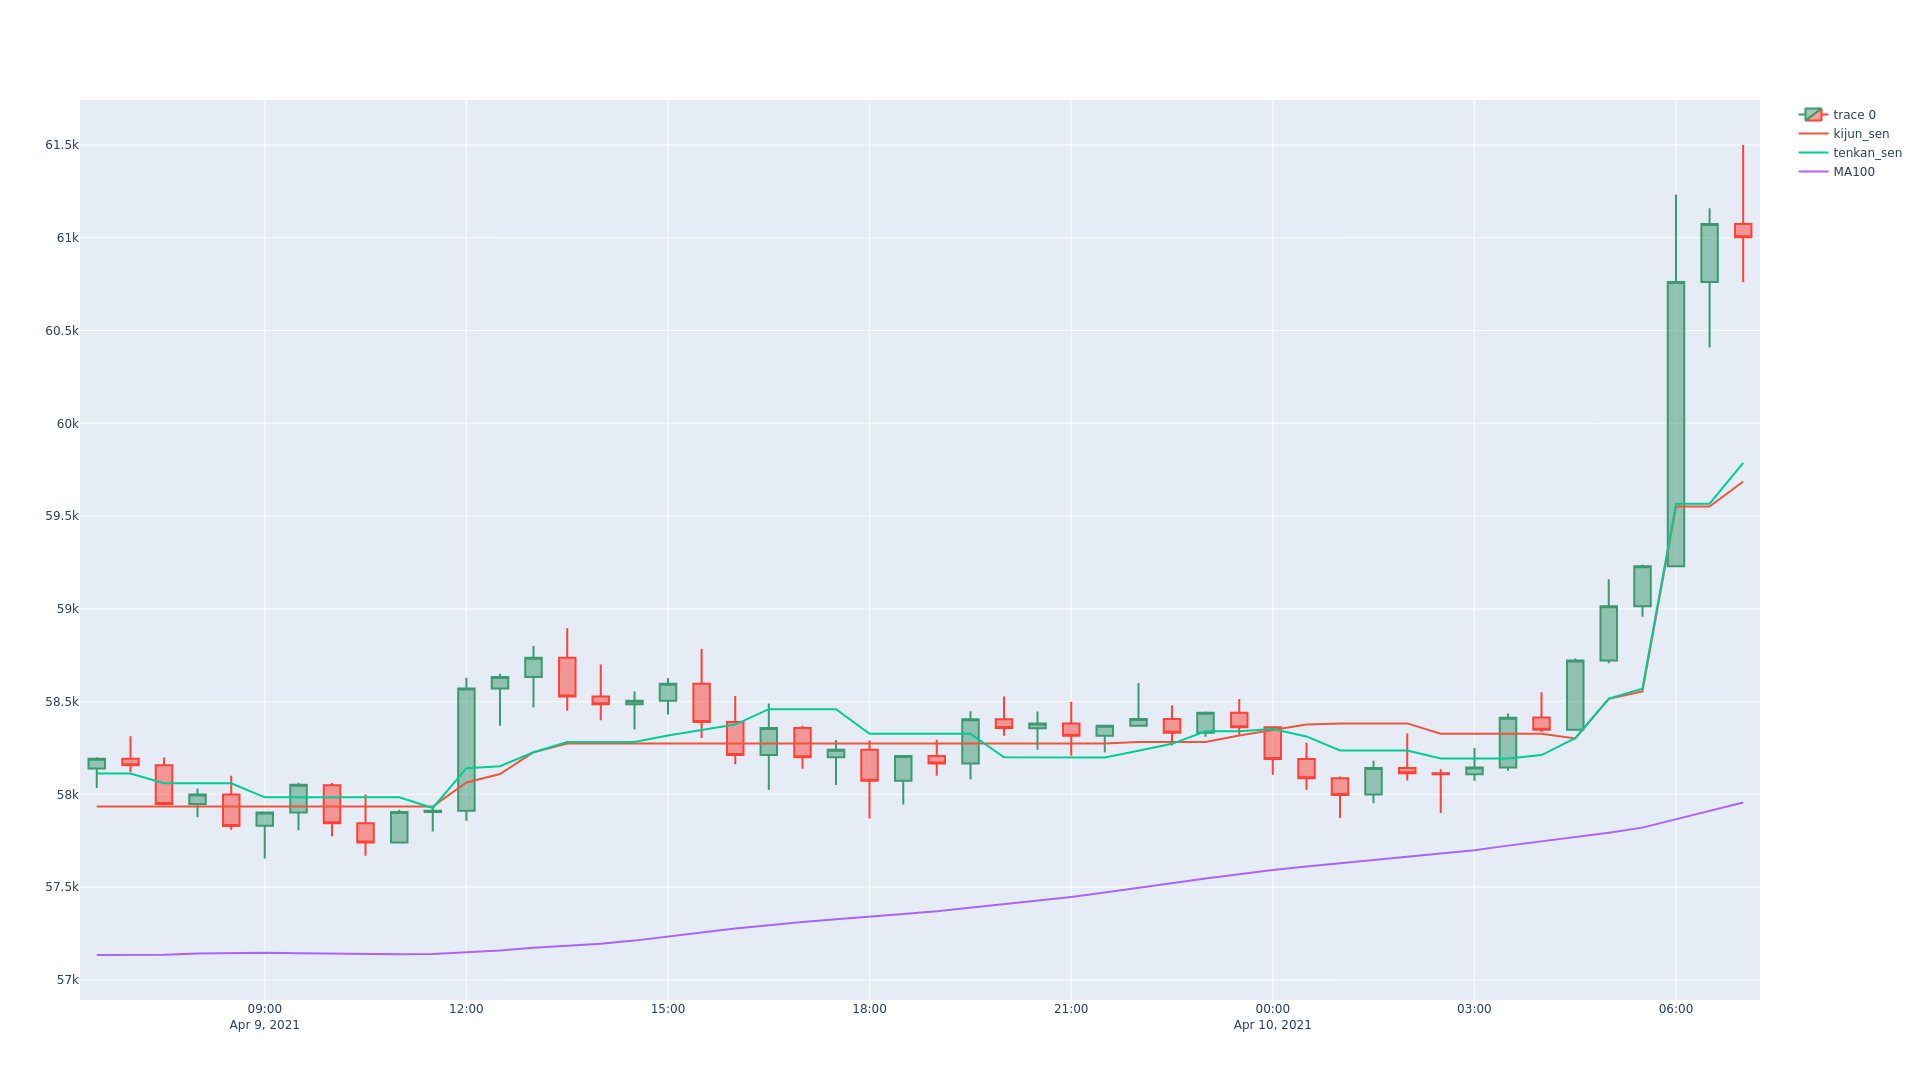 trace 0
kijun_sen
tenkan_sen
MA100
61.5k
61k
60.5k
60k
59.5k
59k
58.5k
58k
57.5k
57k
09:00 12:00 15:00 18:00 21:00 00:00 03:00 06:00
Apr 9, 2021 Apr 10, 2021